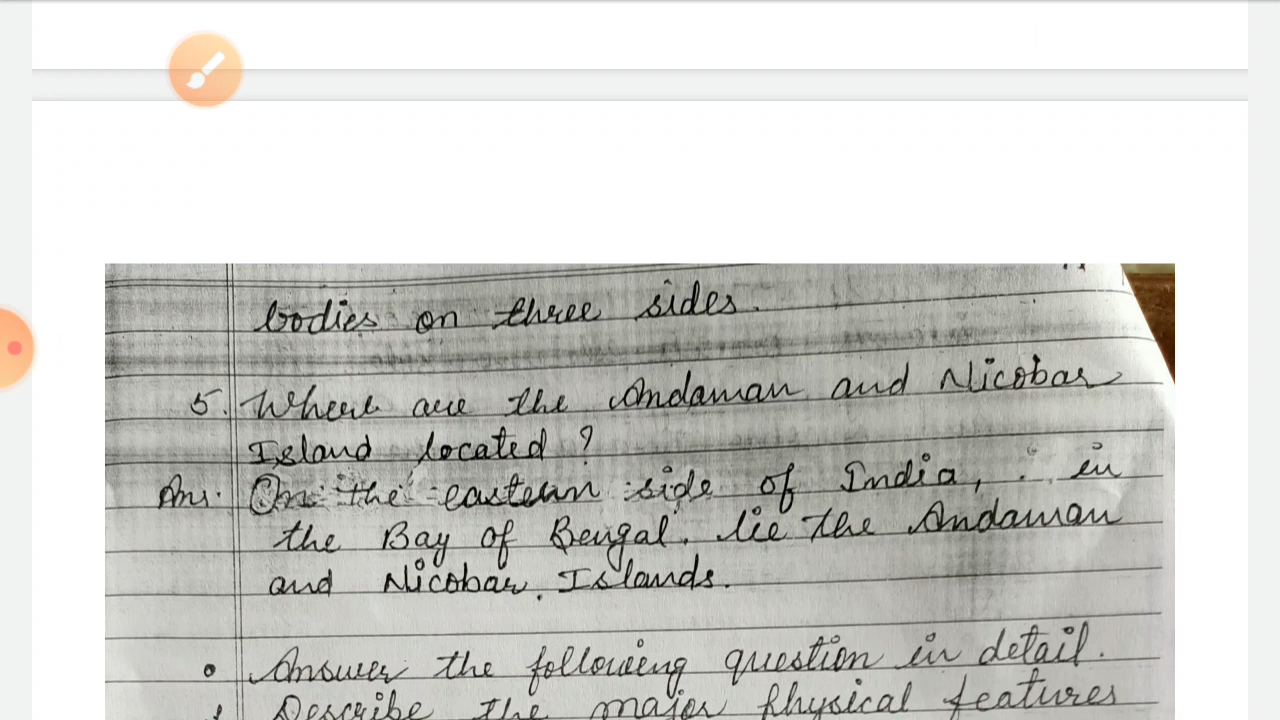 bodies on three sides.
5. Where are the Andaman and Nicobar
Island located ?
Ans. On the eastern side of India, in
the Bay of Bengal. lie the Andaman
and Nicobar Islands.
• Answer the following question in detail.
1 Describe the major physical features